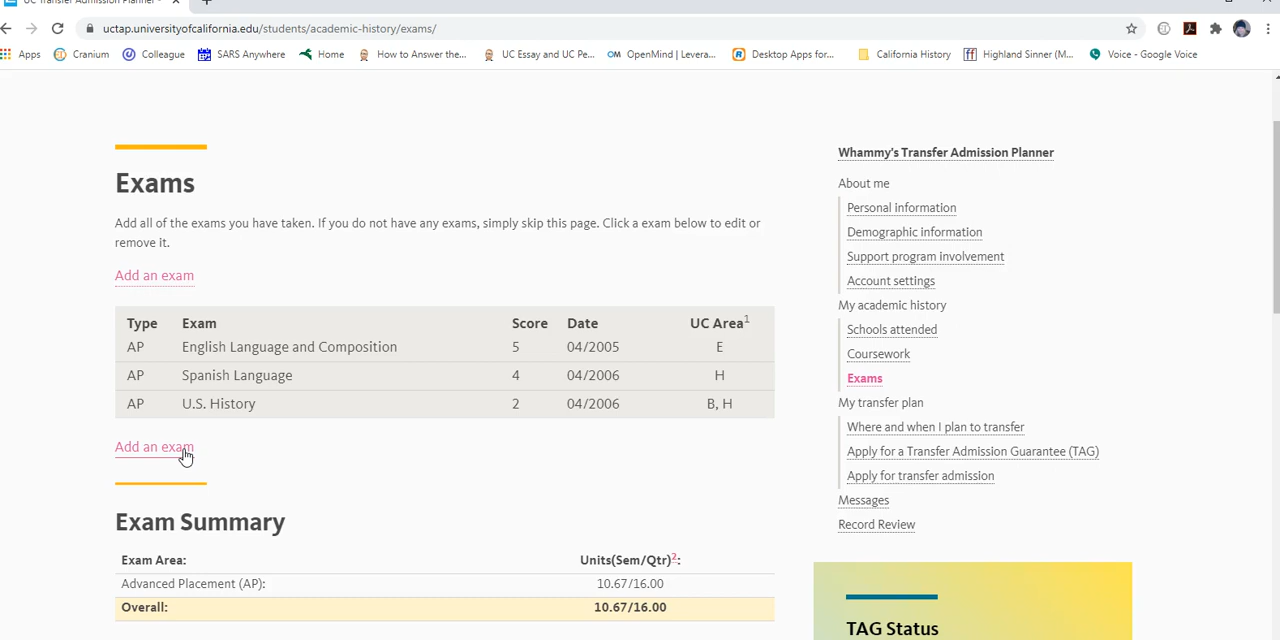 UC Transfer Admission Planner -
uctap.universityofcalifornia.edu/students/academic-history/exams/
Apps Cranium Colleague SARS Anywhere Home How to Answer the... UC Essay and UC Pe... OM OpenMind | Levera... Desktop Apps for... California History Highland Sinner (M... Voice - Google Voice
Exams
Add all of the exams you have taken. If you do not have any exams, simply skip this page. Click a exam below to edit or
remove it.
Add an exam
Type Exam Score Date UC Area1
AP English Language and Composition 5 04/2005 E
AP Spanish Language 4 04/2006 H
AP U.S. History 2 04/2006 B, H
Add an exam
Exam Summary
Exam Area: Units(Sem/Qtr)2:
Advanced Placement (AP): 10.67/16.00
Overall: 10.67/16.00
Whammy's Transfer Admission Planner
About me
Personal information
Demographic information
Support program involvement
Account settings
My academic history
Schools attended
Coursework
Exams
My transfer plan
Where and when I plan to transfer
Apply for a Transfer Admission Guarantee (TAG)
Apply for transfer admission
Messages
Record Review
TAG Status